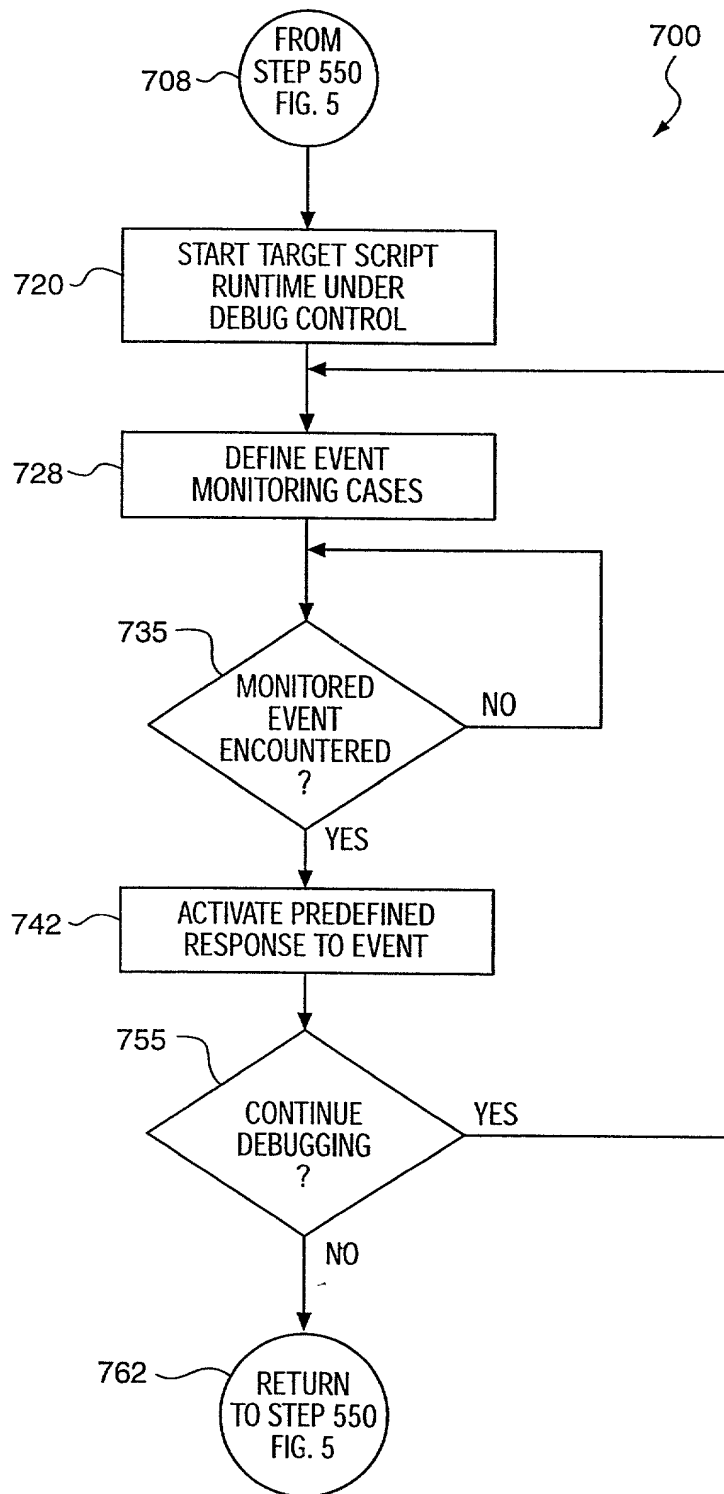 FROM
STEP 550
FIG. 5
708
700
START TARGET SCRIPT
RUNTIME UNDER
DEBUG CONTROL
720
DEFINE EVENT
MONITORING CASES
728
735
MONITORED
EVENT
ENCOUNTERED
?
NO
YES
ACTIVATE PREDEFINED
RESPONSE TO EVENT
742
755
CONTINUE
DEBUGGING
?
YES
NO
762
RETURN
TO STEP 550
FIG. 5